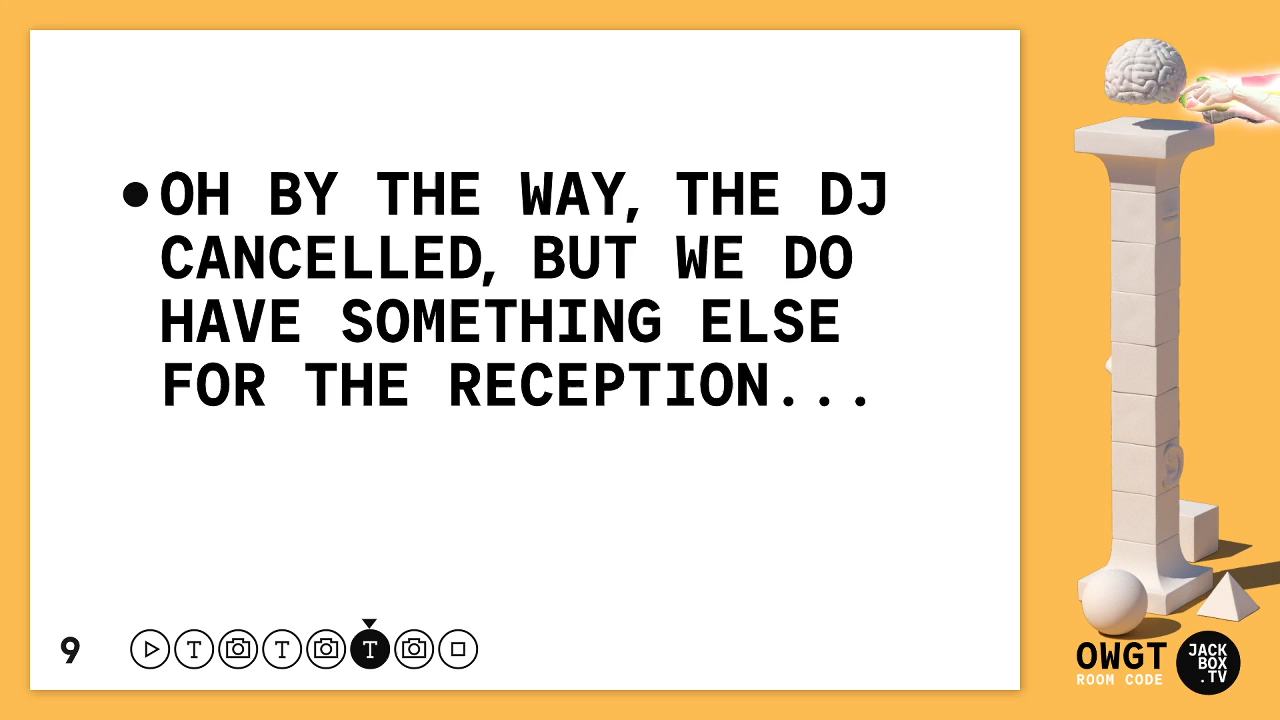 OH BY THE WAY, THE DJ
CANCELLED, BUT WE DO
HAVE SOMETHING ELSE
FOR THE RECEPTION...
9
T
T
T
OWGT
ROOM CODE
JACK
BOX
.TV